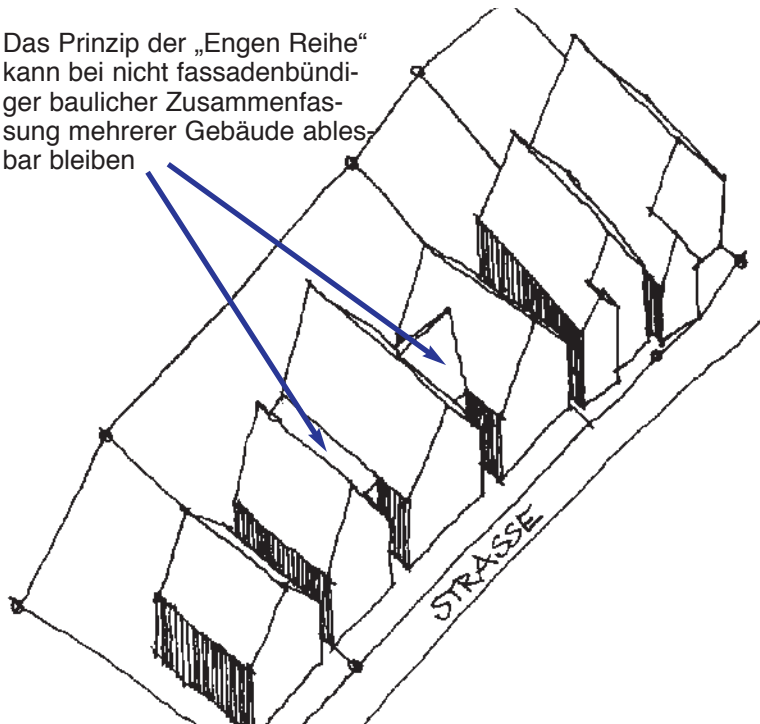 Das Prinzip der „Engen Reihe“
kann bei nicht fassadenbündi-
ger baulicher Zusammenfas-
sung mehrerer Gebäude ables-
bar bleiben
STRASSE